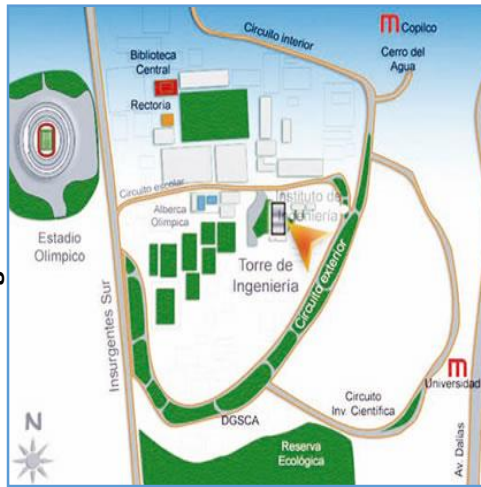 Copilco
Circuito interior
Cerro del
Agua
Biblioteca
Central
Rectoría
Circuito escolar
Instituto de
Ingeniería
Alberca
Olímpica
Estadio
Olímpico
Torre de
Ingeniería
Circuito exterior
Insurgentes Sur
Universidad
Circuito
Inv. Científica
DGSCA
Av. Dalias
N
Reserva
Ecológica